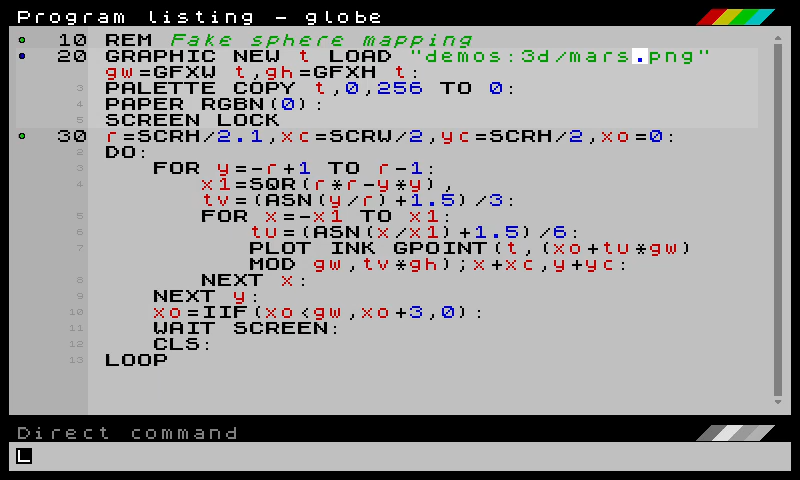 Program listing - globe
10 REM Fake sphere mapping
20 GRAPHIC NEW t LOAD "demos:3d/mars.png"
gw=GFXW t,gh=GFXH t:
3 PALETTE COPY t,0,256 TO 0:
4 PAPER RGBN(0):
5 SCREEN LOCK
30 r=SCRH/2.1,xc=SCRW/2,yc=SCRH/2,xo=0:
2 DO:
3 FOR y=-r+1 TO r-1:
4 x1=SQR(r*r-y*y),
tv=(ASN(y/r)+1.5)/3:
5 FOR x=-x1 TO x1:
6 tu=(ASN(x/x1)+1.5)/6:
7 PLOT INK GPOINT(t,(xo+tu*gw)
MOD gw,tv*gh);x+xc,y+yc:
8 NEXT x:
9 NEXT y:
10 xo=IIF(xo<gw,xo+3,0):
11 WAIT SCREEN:
12 CLS:
13 LOOP
Direct command
L